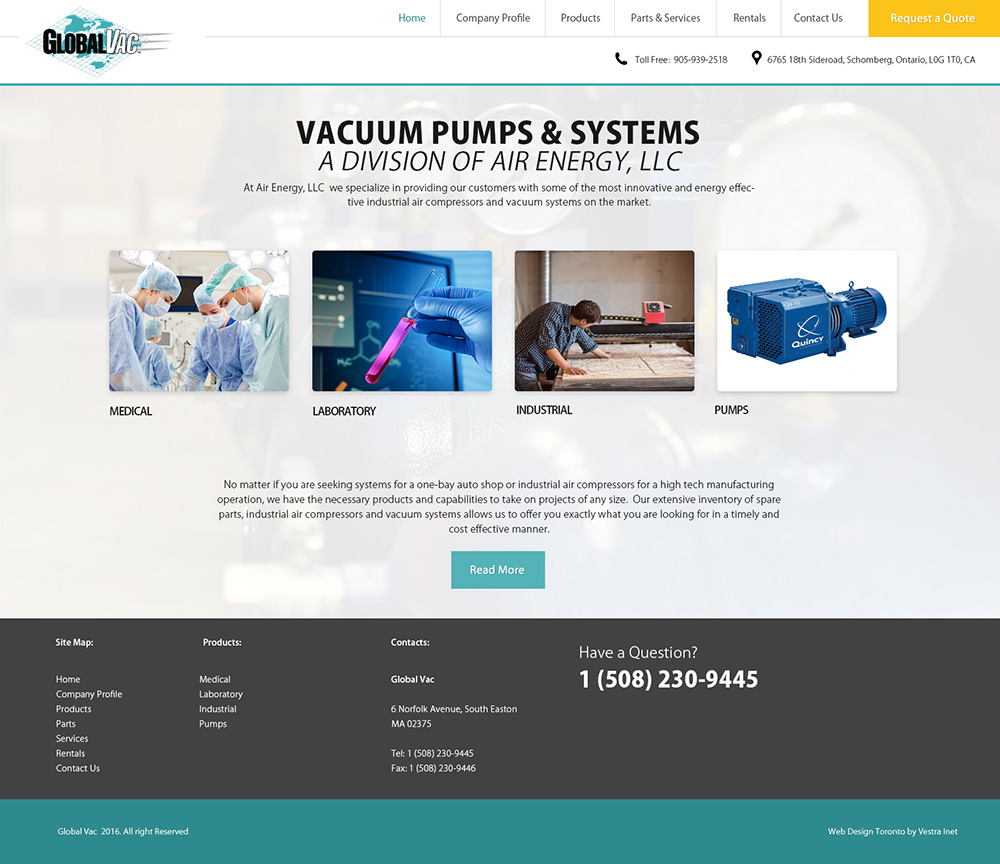 GLOBALVAC
Home
Company Profile
Products
Parts & Services
Rentals
Contact Us
Request a Quote
Toll Free: 905-939-2518
6765 18th Sideroad, Schomberg, Ontario, L0G 1T0, CA
VACUUM PUMPS & SYSTEMS
A DIVISION OF AIR ENERGY, LLC
At Air Energy, LLC we specialize in providing our customers with some of the most innovative and energy effec-
tive industrial air compressors and vacuum systems on the market.
Quincy
MEDICAL
LABORATORY
INDUSTRIAL
PUMPS
No matter if you are seeking systems for a one-bay auto shop or industrial air compressors for a high tech manufacturing
operation, we have the necessary products and capabilities to take on projects of any size. Our extensive inventory of spare
parts, industrial air compressors and vacuum systems allows us to offer you exactly what you are looking for in a timely and
cost effective manner.
Read More
Site Map:
Home
Company Profile
Products
Parts
Services
Rentals
Contact Us
Products:
Medical
Laboratory
Industrial
Pumps
Contacts:
Global Vac
6 Norfolk Avenue, South Easton
MA 02375
Tel: 1 (508) 230-9445
Fax: 1 (508) 230-9446
Have a Question?
1 (508) 230-9445
Global Vac 2016. All right Reserved
Web Design Toronto by Vestra Inet